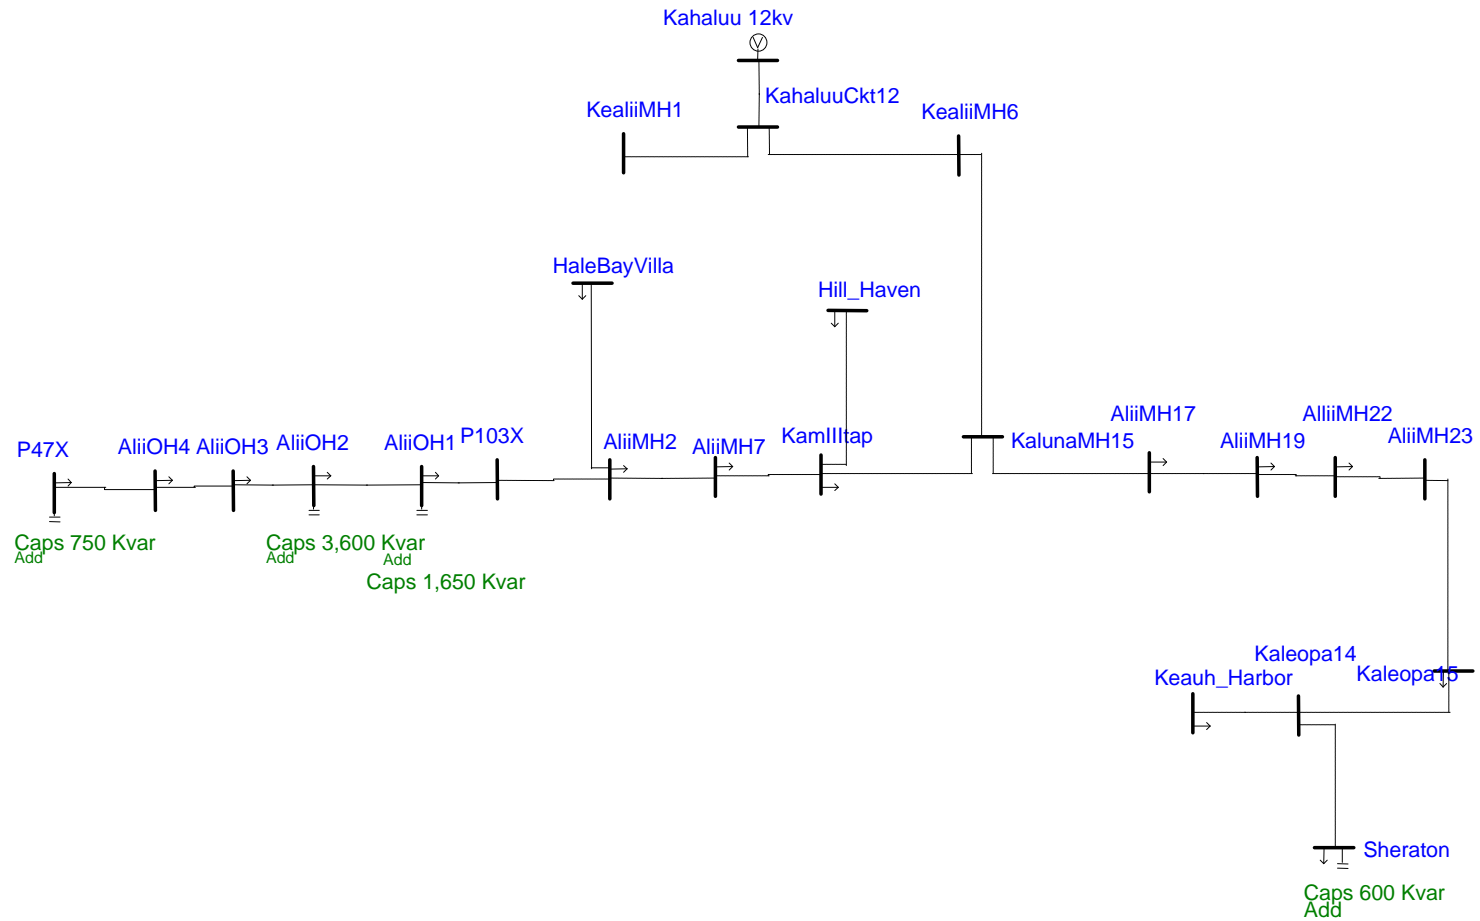 Kahaluu 12kv
V
KahaluuCkt12
KealiiMH1
KealiiMH6
HaleBayVilla
Hill_Haven
P47X
AliiOH4
AliiOH3
AliiOH2
AliiOH1
P103X
AliiMH2
AliiMH7
KamIIItap
KalunaMH15
AliiMH17
AliiMH19
AlliiMH22
AliiMH23
Caps 750 Kvar
Add
Caps 3,600 Kvar
Add
Add
Caps 1,650 Kvar
Kaleopa14
Keauh_Harbor
Kaleopa15
Sheraton
Caps 600 Kvar
Add